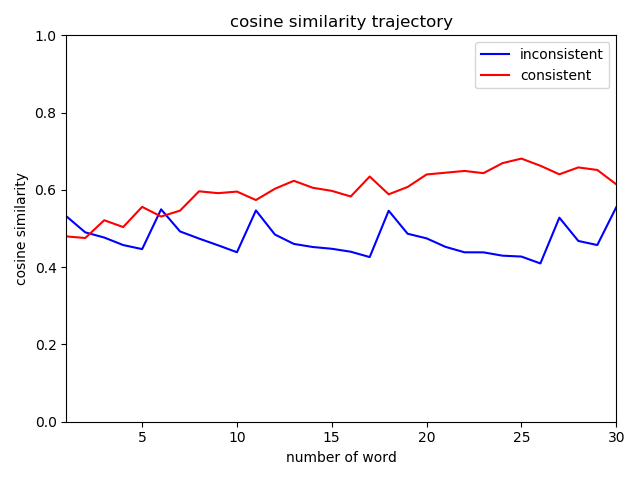 cosine similarity trajectory
inconsistent
consistent
cosine similarity
1.0
0.8
0.6
0.4
0.2
0.0
5 10 15 20 25 30
number of word